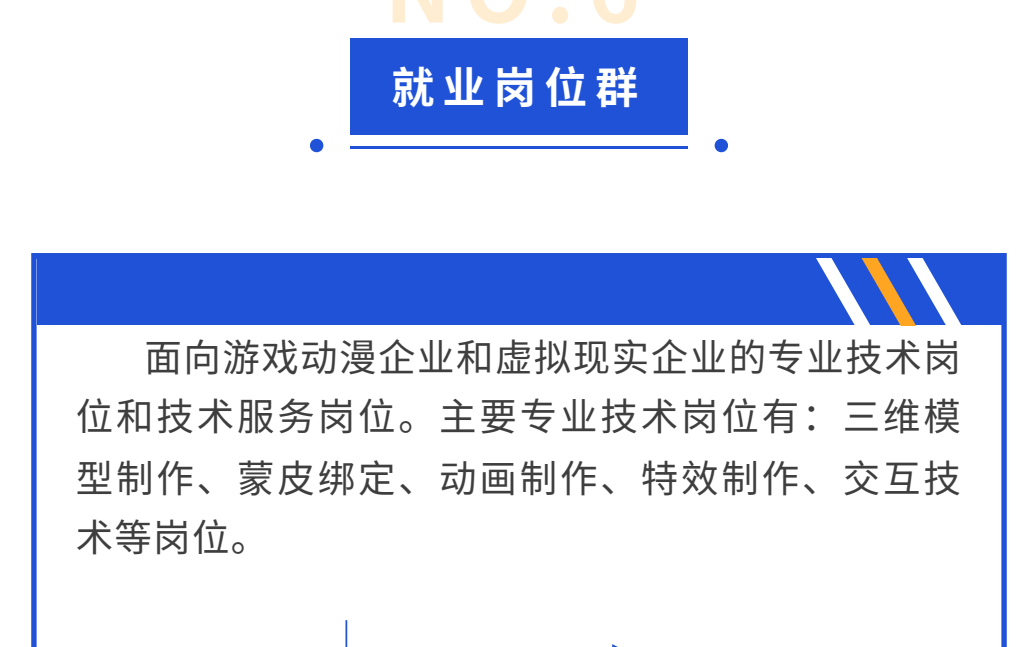 就业岗位群
面向游戏动漫企业和虚拟现实企业的专业技术岗
位和技术服务岗位。主要专业技术岗位有：三维模
型制作、蒙皮绑定、动画制作、特效制作、交互技
术等岗位。